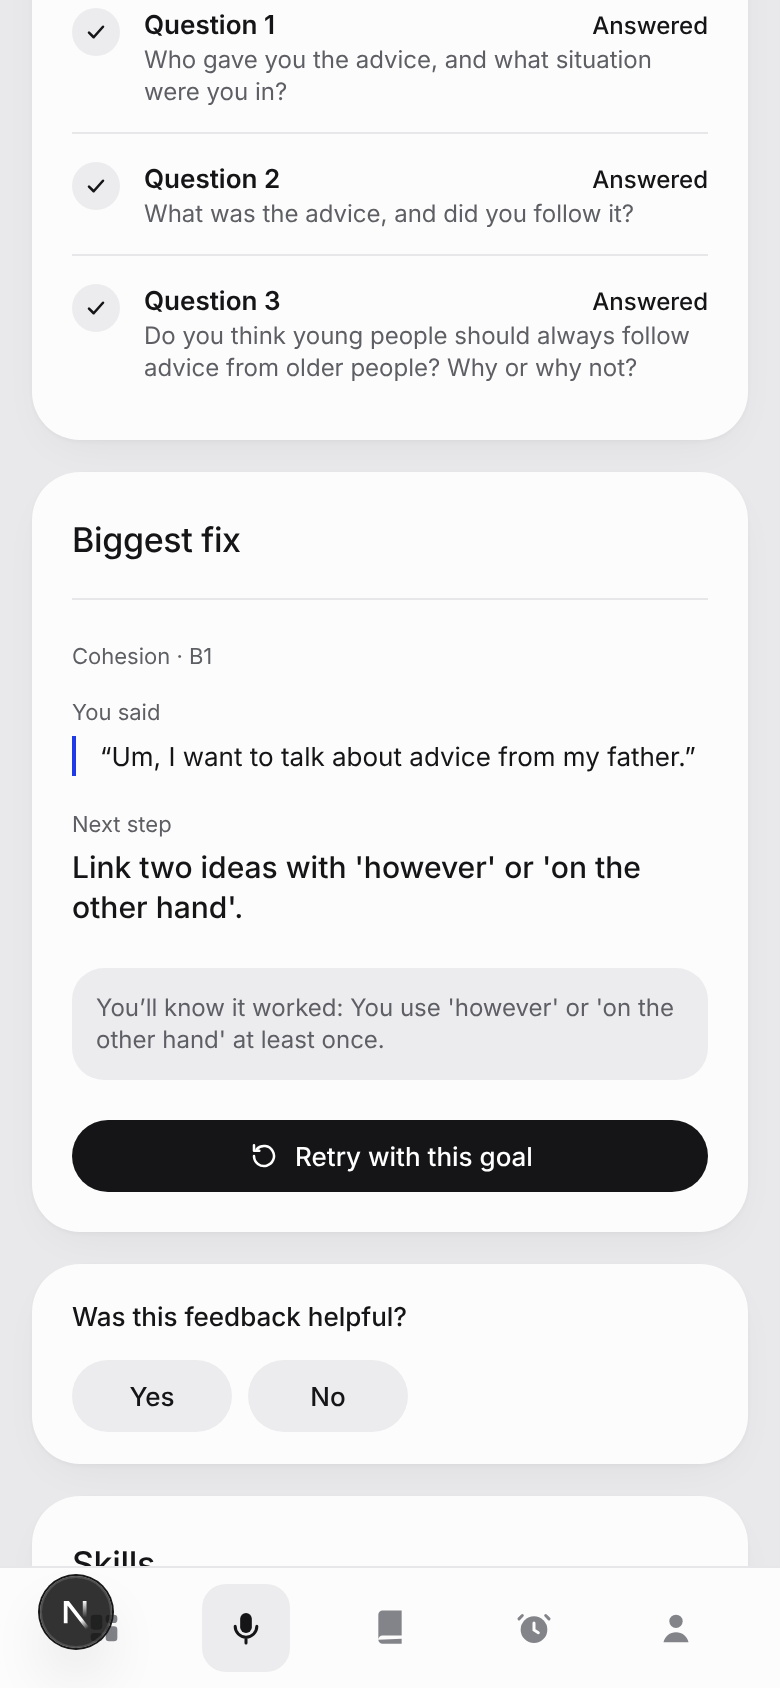 Question 1
Answered
Who gave you the advice, and what situation
were you in?
Question 2
Answered
What was the advice, and did you follow it?
Question 3
Answered
Do you think young people should always follow
advice from older people? Why or why not?
Biggest fix
Cohesion · B1
You said
“Um, I want to talk about advice from my father.”
Next step
Link two ideas with 'however' or 'on the
other hand'.
You’ll know it worked: You use 'however' or 'on the
other hand' at least once.
Retry with this goal
Was this feedback helpful?
Yes
No
Skills
N